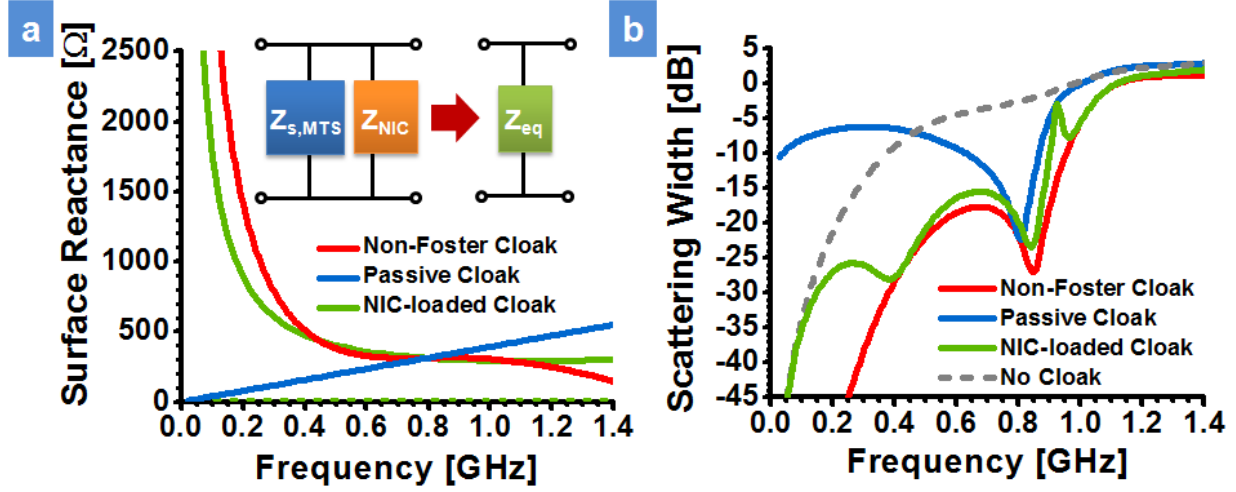 a
Surface Reactance [Ω]
2500
2000
1500
1000
500
0
Z_s,MTS
Z_NIC
Z_eq
Non-Foster Cloak
Passive Cloak
NIC-loaded Cloak
0.0 0.2 0.4 0.6 0.8 1.0 1.2 1.4
Frequency [GHz]
b
Scattering Width [dB]
5
0
-5
-10
-15
-20
-25
-30
-35
-40
-45
Non-Foster Cloak
Passive Cloak
NIC-loaded Cloak
No Cloak
0.0 0.2 0.4 0.6 0.8 1.0 1.2 1.4
Frequency [GHz]